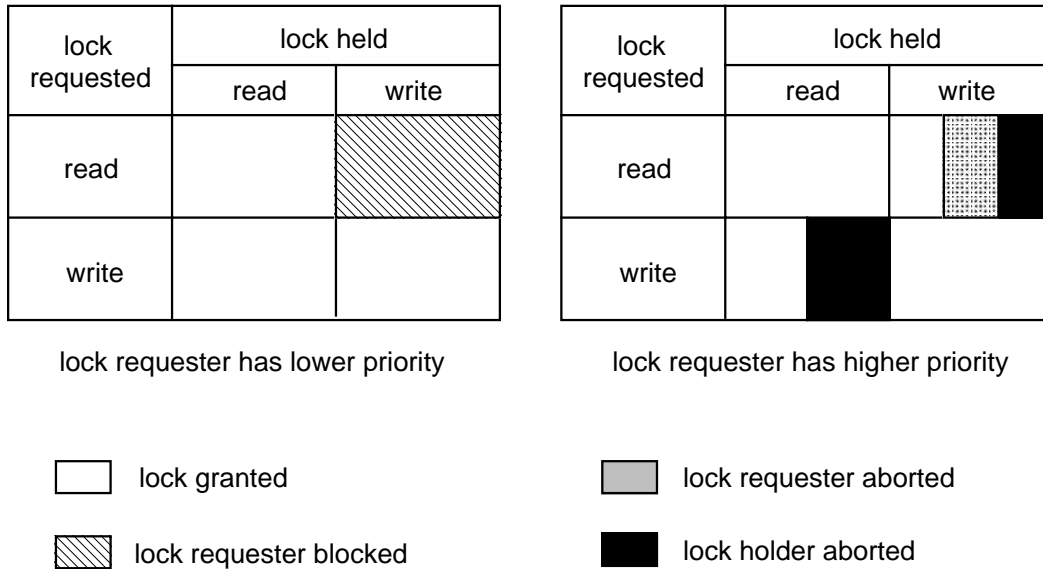 lock
requested
lock held
read
write
read
write
lock requester has lower priority
lock
requested
lock held
read
write
read
write
lock requester has higher priority
lock granted
lock requester aborted
lock requester blocked
lock holder aborted